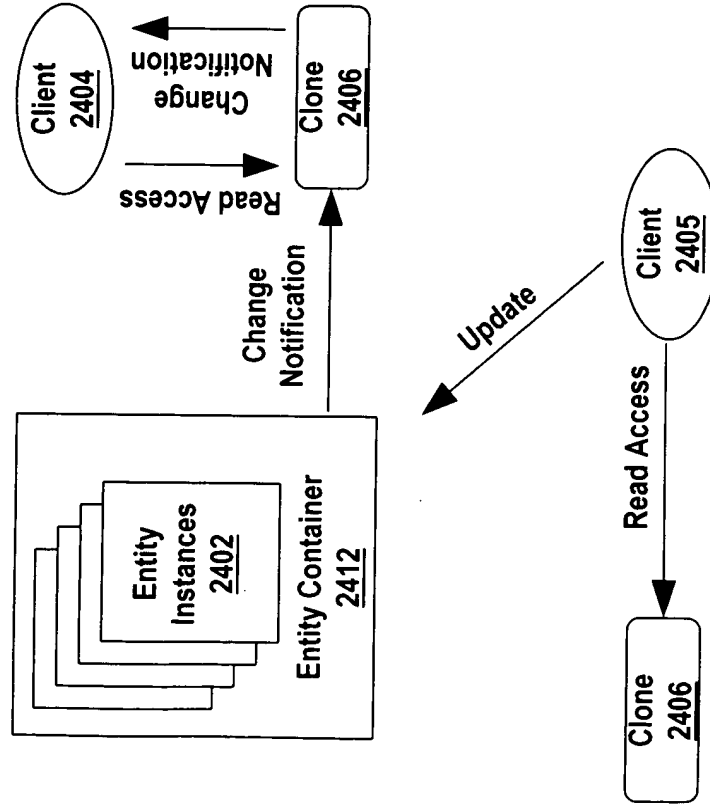 Client
2404
Change
Notification
Read Access
Clone
2406
Change
Notification
Entity
Instances
2402
Entity Container
2412
Update
Client
2405
Read Access
Clone
2406